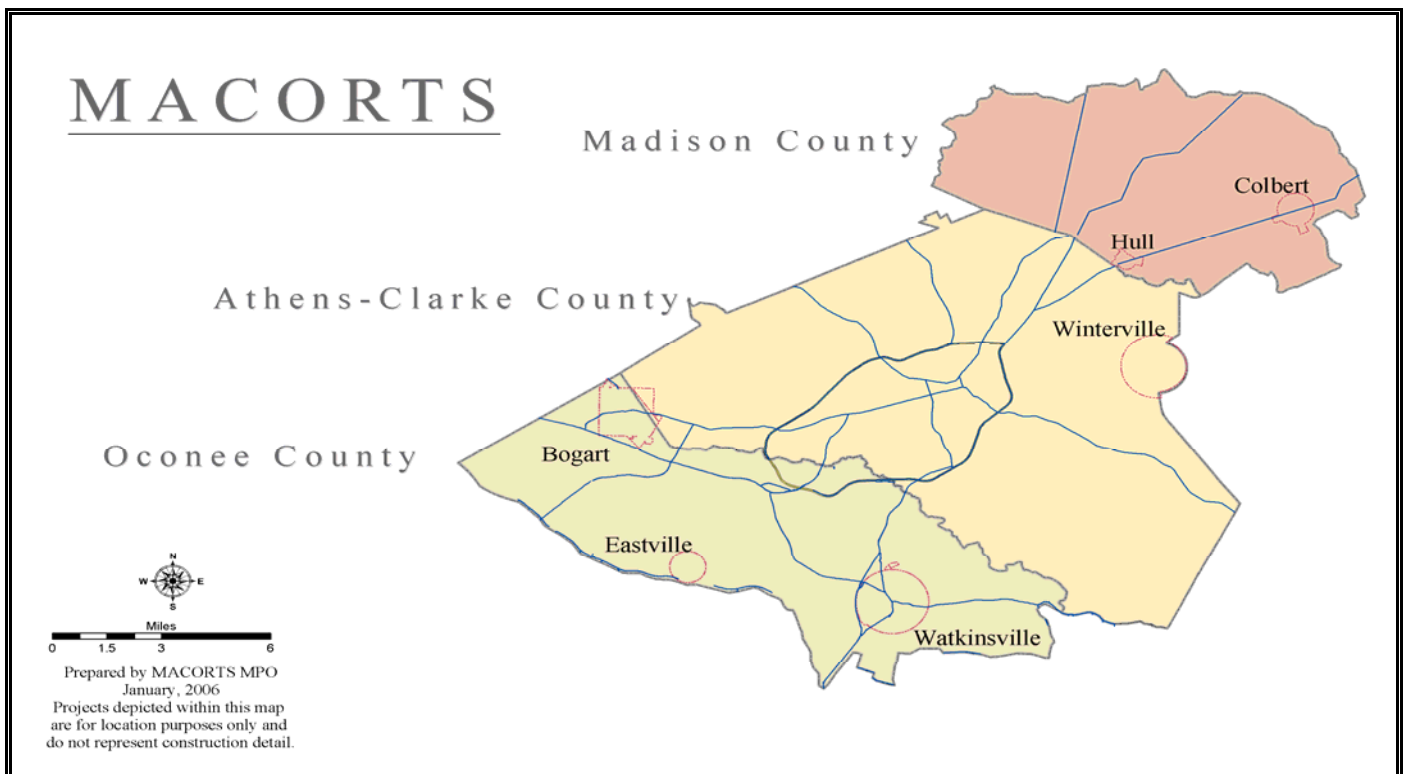 MACORTS
Madison County
Colbert
Hull
Athens-Clarke County
Winterville
Oconee County
Bogart
Eastville
Watkinsville
N
W E
S
Miles
0 1.5 3 6
Prepared by MACORTS MPO
January, 2006
Projects depicted within this map
are for location purposes only and
do not represent construction detail.